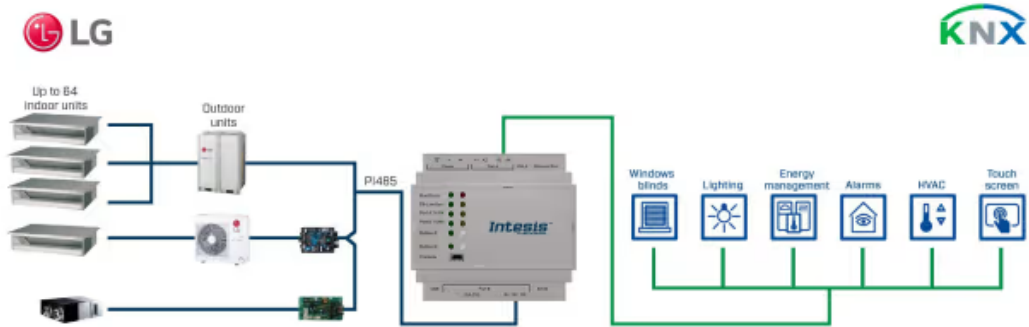 LG
KNX
Up to 64
indoor units
Outdoor
units
PI485
Intesis™
Windows
blinds
Lighting
Energy
management
Alarms
HVAC
Touch
screen